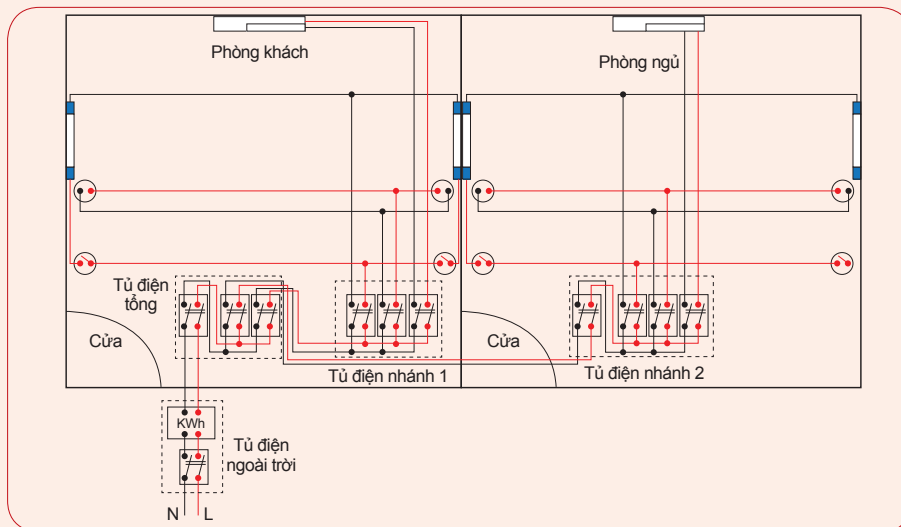 Phòng khách
Phòng ngủ
Tủ điện
tổng
Cửa
Cửa
Tủ điện nhánh 1
Tủ điện nhánh 2
KWh
Tủ điện
ngoài trời
N
L